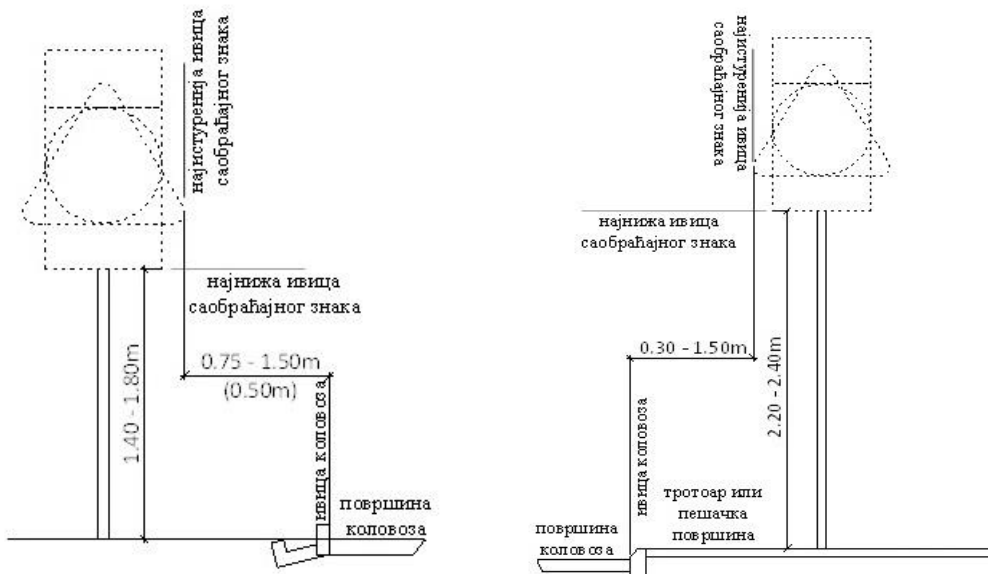 најистуренија ивица
саобраћајног знака
најнижа ивица
саобраћајног знака
0.75 - 1.50m
(0.50m)
1.40 - 1.80m
ивица коловоза
површина
коловоза
најистуренија ивица
саобраћајног знака
најнижа ивица
саобраћајног знака
0.30 - 1.50m
2.20 - 2.40m
ивица коловоза
тротоар или
пешачка
површина
површина
коловоза